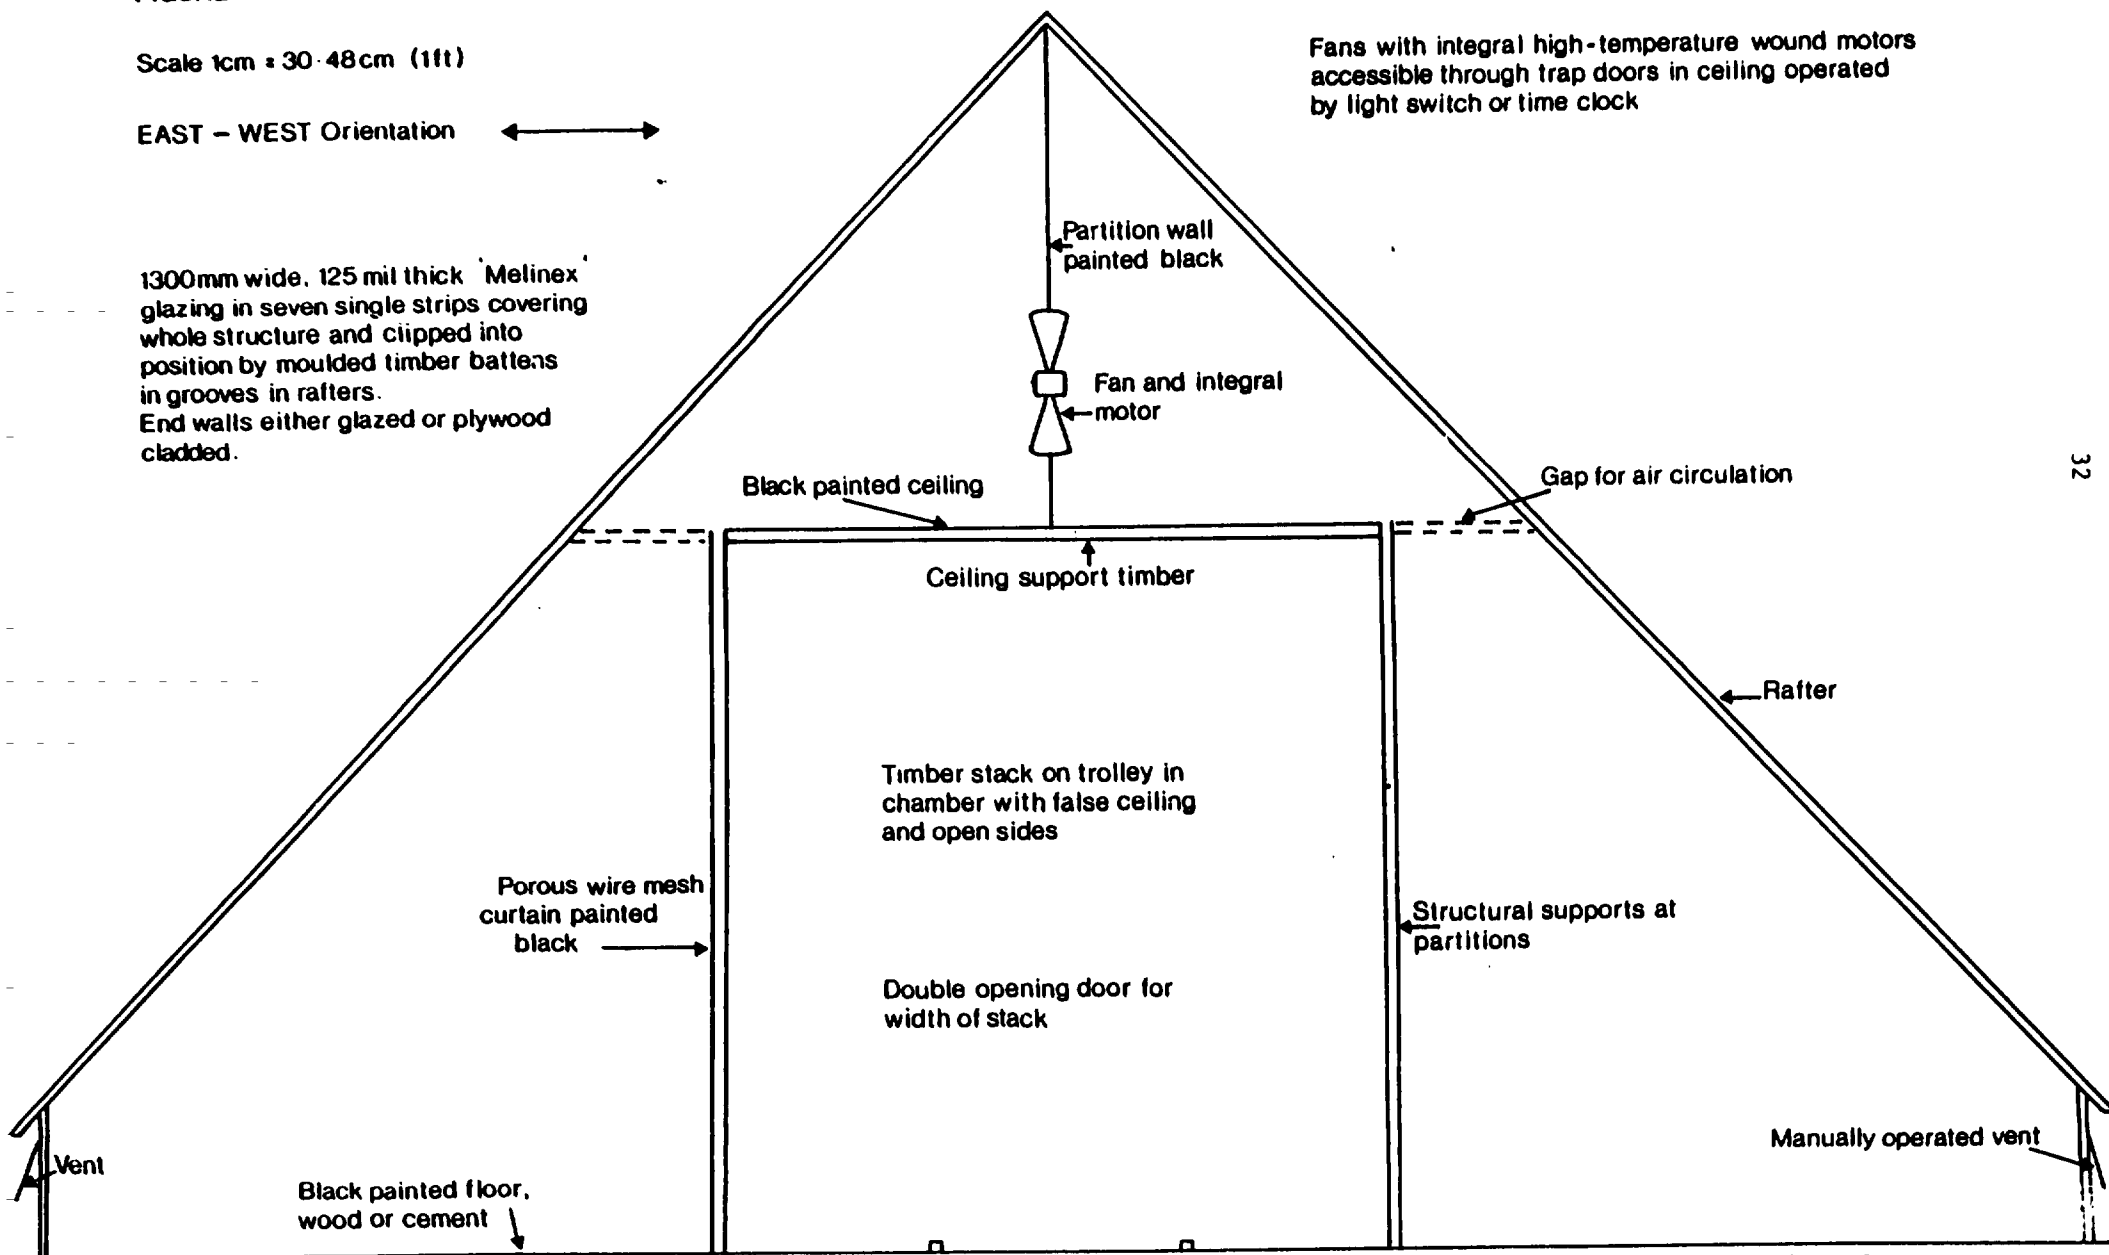 Scale 1cm = 30·48cm (1ft)
EAST – WEST Orientation
Fans with integral high-temperature wound motors
accessible through trap doors in ceiling operated
by light switch or time clock
1300mm wide. 125 mil thick 'Melinex'
glazing in seven single strips covering
whole structure and clipped into
position by moulded timber battens
in grooves in rafters.
End walls either glazed or plywood
cladded.
Partition wall
painted black
Fan and integral
motor
Black painted ceiling
Gap for air circulation
32
Ceiling support timber
Rafter
Timber stack on trolley in
chamber with false ceiling
and open sides
Porous wire mesh
curtain painted
black
Structural supports at
partitions
Double opening door for
width of stack
Vent
Manually operated vent
Black painted floor,
wood or cement